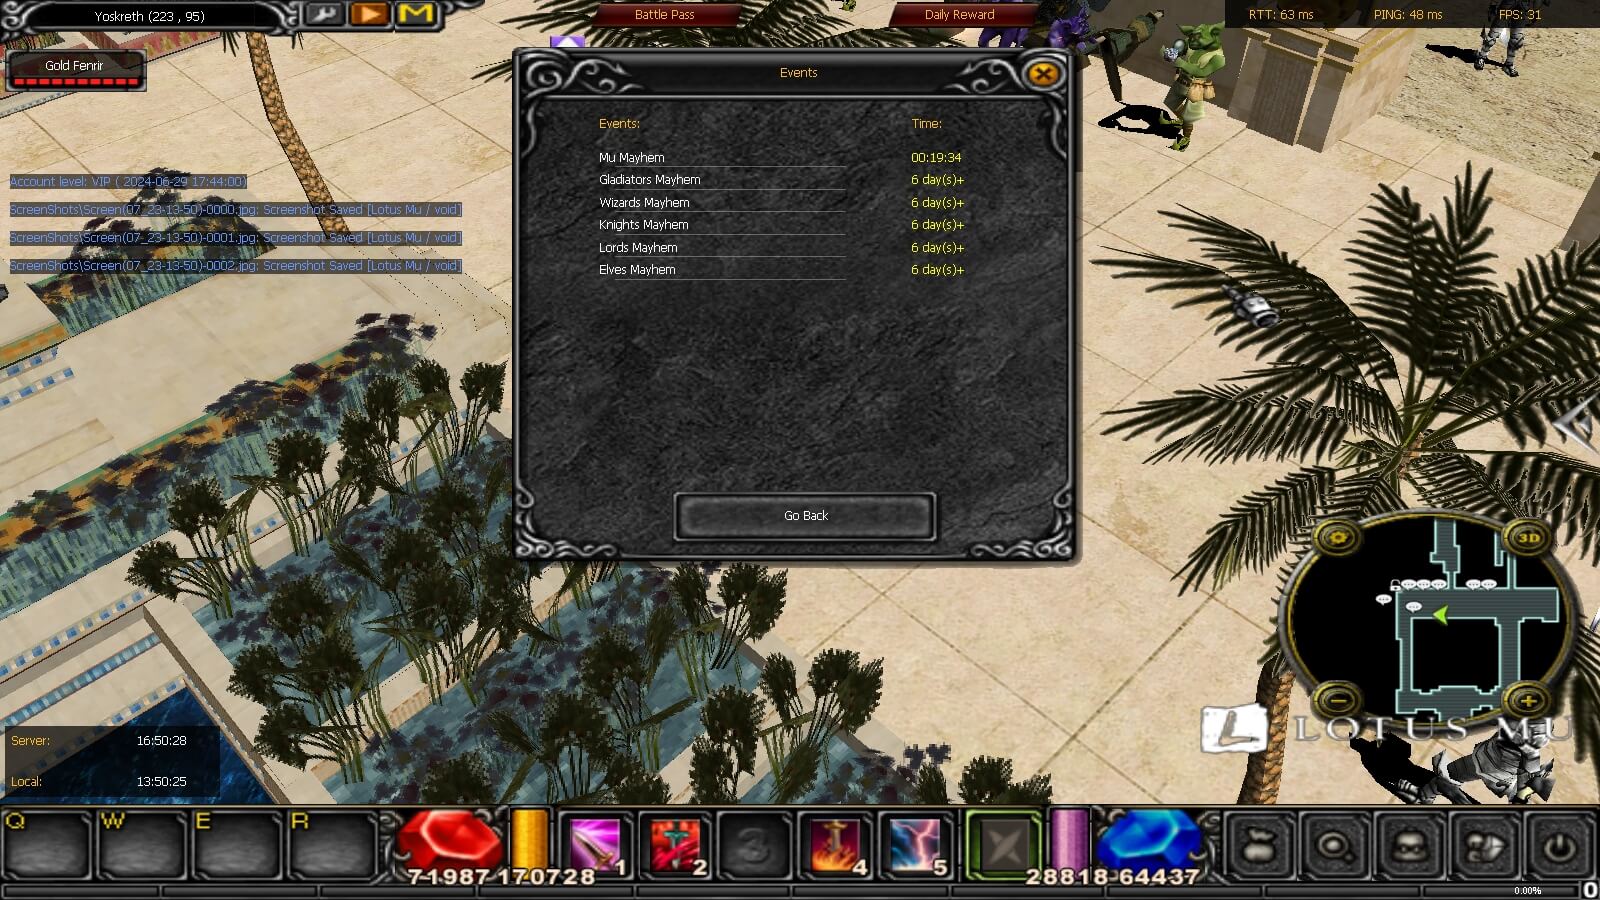 Yoskreth (223 , 95)
Battle Pass
Daily Reward
RTT: 63 ms
PING: 48 ms
FPS: 31
Gold Fenrir
Account level: VIP ( 2024-06-29 17:44:00)
ScreenShots\Screen(07_23-13-50)-0000.jpg: Screenshot Saved [Lotus Mu / void]
ScreenShots\Screen(07_23-13-50)-0001.jpg: Screenshot Saved [Lotus Mu / void]
ScreenShots\Screen(07_23-13-50)-0002.jpg: Screenshot Saved [Lotus Mu / void]
Events
Events: Time:
Mu Mayhem 00:19:34
Gladiators Mayhem 6 day(s)+
Wizards Mayhem 6 day(s)+
Knights Mayhem 6 day(s)+
Lords Mayhem 6 day(s)+
Elves Mayhem 6 day(s)+
Go Back
3D
LOTUS MU
Server: 16:50:28
Local: 13:50:25
Q W E R
1 2 3 4 5
71987 170728
28818 64437
0.00%
0